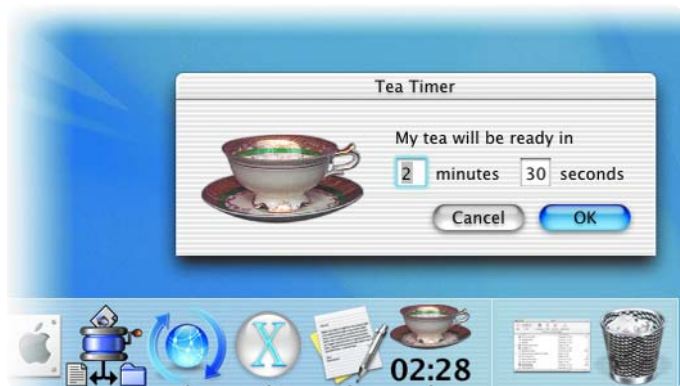 Tea Timer
My tea will be ready in
2 minutes 30 seconds
Cancel OK
X
02:28